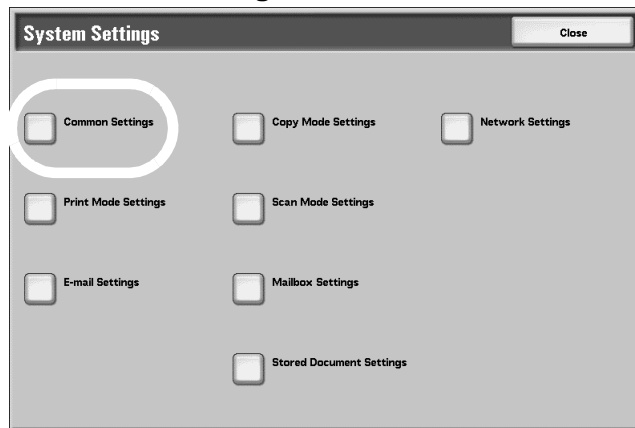 System Settings
Close
Common Settings
Copy Mode Settings
Network Settings
Print Mode Settings
Scan Mode Settings
E-mail Settings
Mailbox Settings
Stored Document Settings